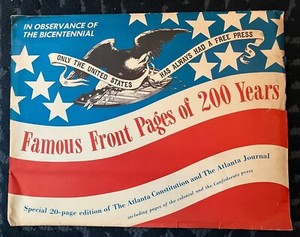 IN OBSERVANCE OF
THE BICENTENNIAL
ONLY THE UNITED STATES HAS ALWAYS HAD A FREE PRESS
Famous Front Pages of 200 Years
Special 20-page edition of The Atlanta Constitution and The Atlanta Journal
including pages of the colonial and the Confederate press